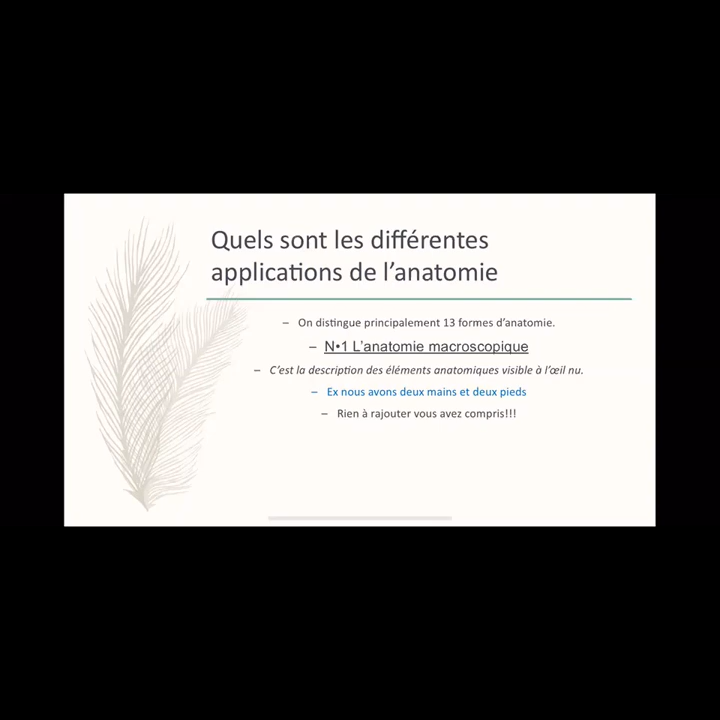 Quels sont les différentes
applications de l’anatomie
– On distingue principalement 13 formes d’anatomie.
– N•1 L’anatomie macroscopique
– C’est la description des éléments anatomiques visible à l’œil nu.
– Ex nous avons deux mains et deux pieds
– Rien à rajouter vous avez compris!!!